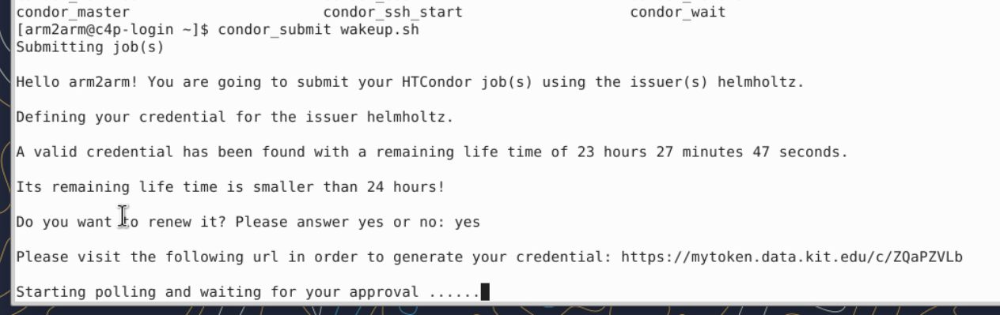 condor_master condor_ssh_start condor_wait
[arm2arm@c4p-login ~]$ condor_submit wakeup.sh
Submitting job(s)
Hello arm2arm! You are going to submit your HTCondor job(s) using the issuer(s) helmholtz.
Defining your credential for the issuer helmholtz.
A valid credential has been found with a remaining life time of 23 hours 27 minutes 47 seconds.
Its remaining life time is smaller than 24 hours!
Do you want to renew it? Please answer yes or no: yes
Please visit the following url in order to generate your credential: https://mytoken.data.kit.edu/c/ZQaPZVLb
Starting polling and waiting for your approval ......